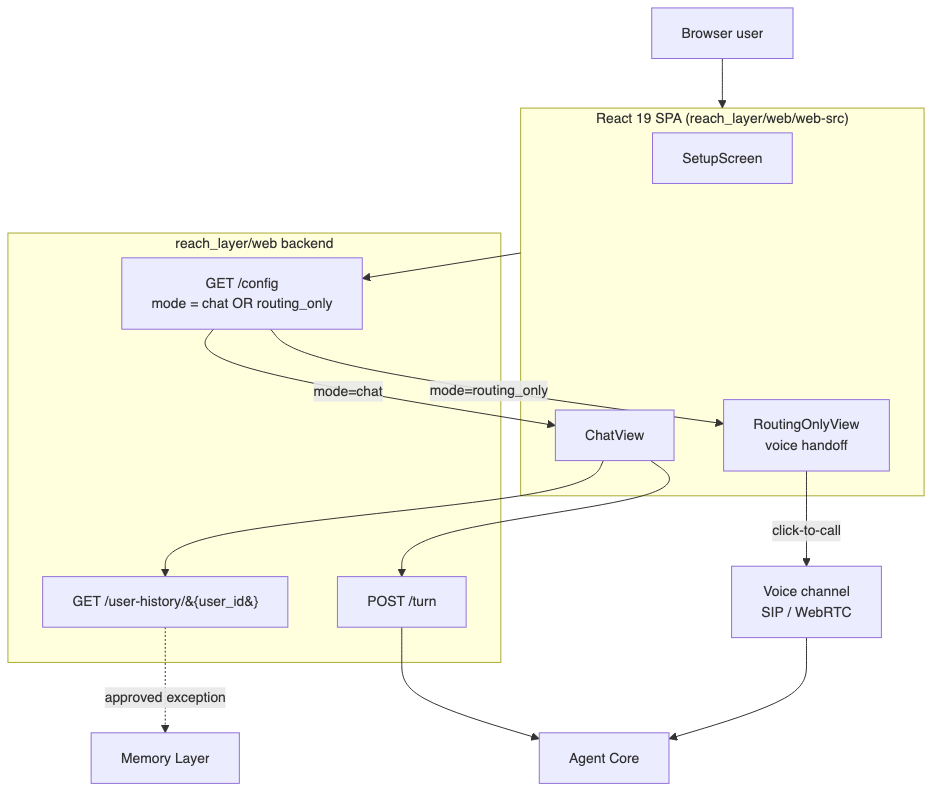 Browser user
React 19 SPA (reach_layer/web/web-src)
SetupScreen
reach_layer/web backend
GET /config
mode = chat OR routing_only
mode=chat
mode=routing_only
ChatView
RoutingOnlyView
voice handoff
click-to-call
GET /user-history/&{user_id&}
POST /turn
Voice channel
SIP / WebRTC
approved exception
Memory Layer
Agent Core